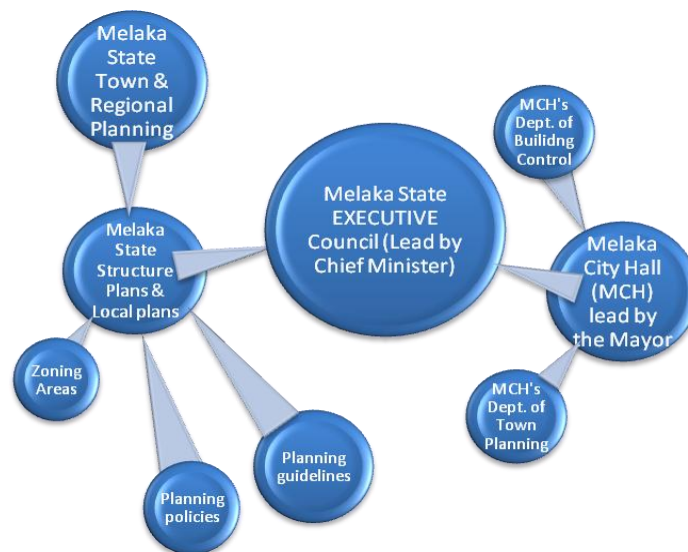 Melaka
State
Town &
Regional
Planning
MCH's
Dept. of
Builidng
Control
Melaka State
EXECUTIVE
Council (Lead by
Chief Minister)
Melaka
State
Structure
Plans &
Local plans
Melaka
City Hall
(MCH)
lead by
the Mayor
Zoning
Areas
MCH's
Dept. of
Town
Planning
Planning
guidelines
Planning
policies